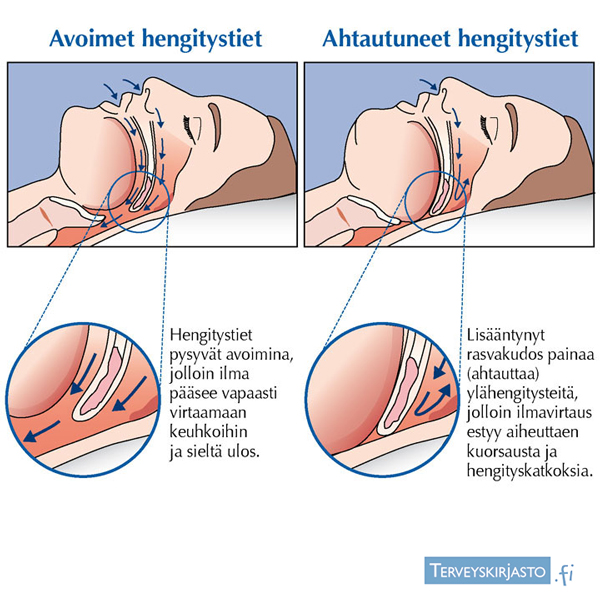 Avoimet hengitystiet
Ahtautuneet hengitystiet
Hengitystiet
pysyvät avoimina,
jolloin ilma
pääsee vapaasti
virtaamaan
keuhkoihin
ja sieltä ulos.
Lisääntynyt
rasvakudos painaa
(ahtauttaa)
ylähengitysteitä,
jolloin ilmavirtaus
estyy aiheuttaen
kuorsausta ja
hengityskatkoksia.
TERVEYSKIRJASTO.fi